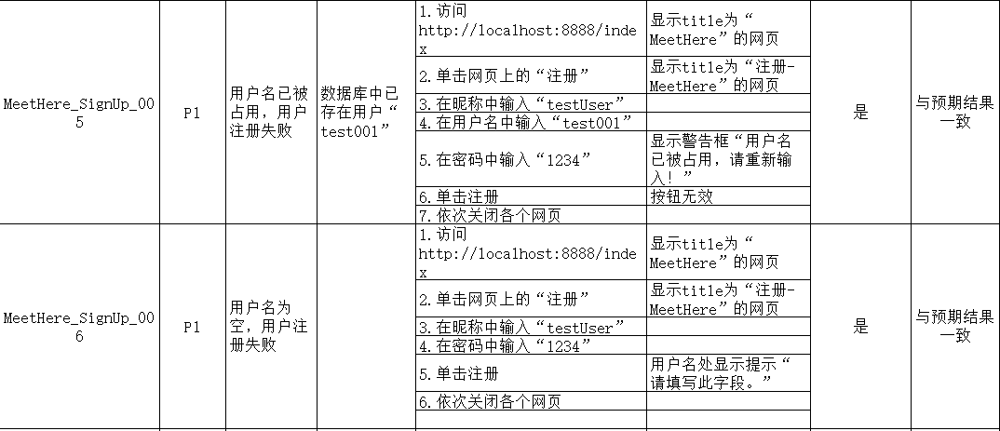 MeetHere_SignUp_00
5
P1
用户名已被
占用，用户
注册失败
数据库中已
存在用户“
test001”
1.访问
http://localhost:8888/inde
x
显示title为“
MeetHere”的网页
2.单击网页上的“注册”
显示title为“注册-
MeetHere”的网页
3.在昵称中输入“testUser”
4.在用户名中输入“test001”
5.在密码中输入“1234”
显示警告框“用户名
已被占用，请重新输
入！”
6.单击注册
按钮无效
7.依次关闭各个网页
是
与预期结果
一致
MeetHere_SignUp_00
6
P1
用户名为
空，用户注
册失败
1.访问
http://localhost:8888/inde
x
显示title为“
MeetHere”的网页
2.单击网页上的“注册”
显示title为“注册-
MeetHere”的网页
3.在昵称中输入“testUser”
4.在密码中输入“1234”
5.单击注册
用户名处显示提示“
请填写此字段。”
6.依次关闭各个网页
是
与预期结果
一致